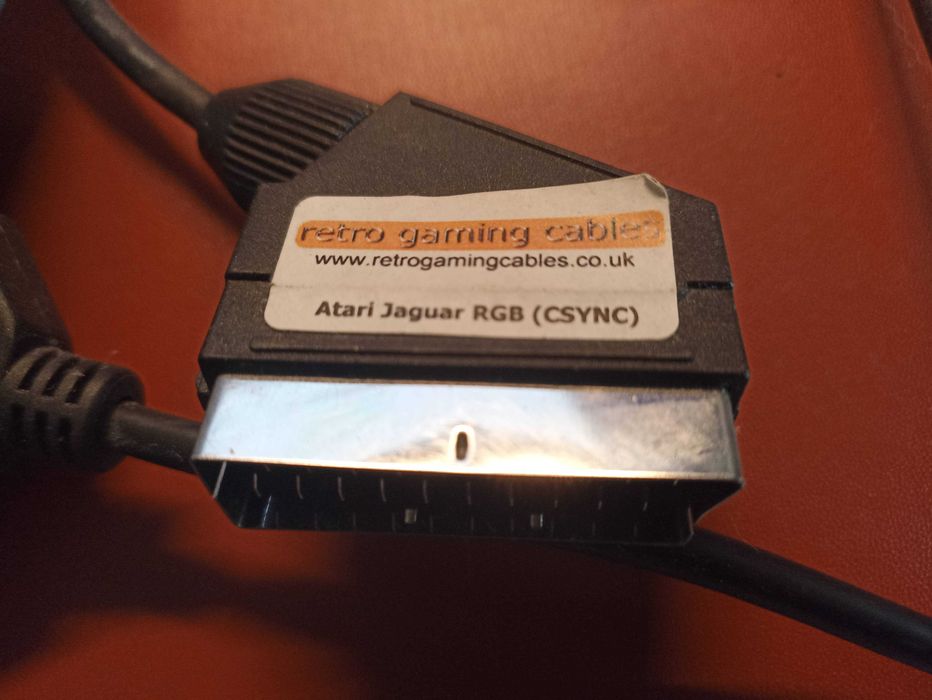 retro gaming cables
www.retrogamingcables.co.uk
Atari Jaguar RGB (CSYNC)